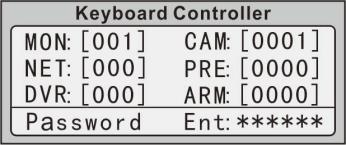 Keyboard Controller
MON: [001] CAM: [0001]
NET: [000] PRE: [0000]
DVR: [000] ARM: [0000]
Password Ent: ******